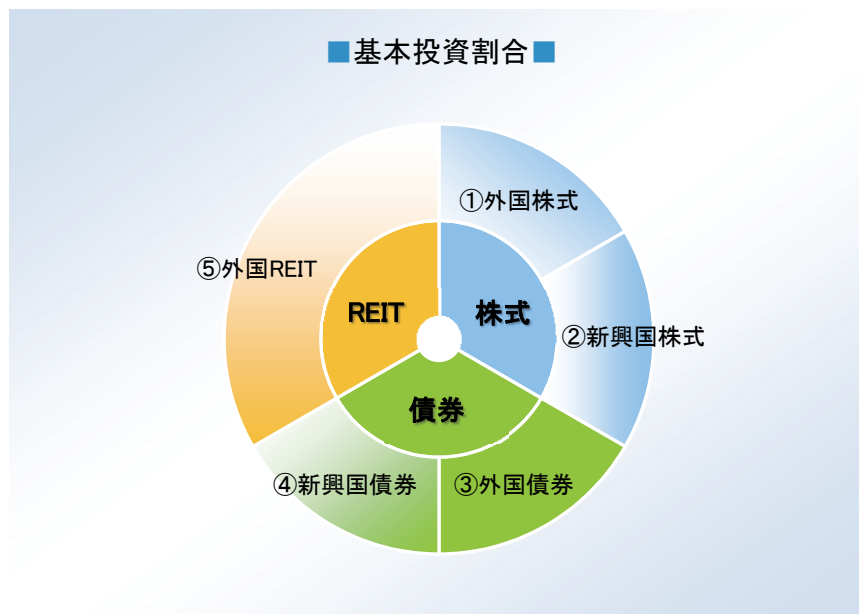 ■基本投資割合■
①外国株式
⑤外国REIT
REIT
株式
②新興国株式
債券
④新興国債券
③外国債券